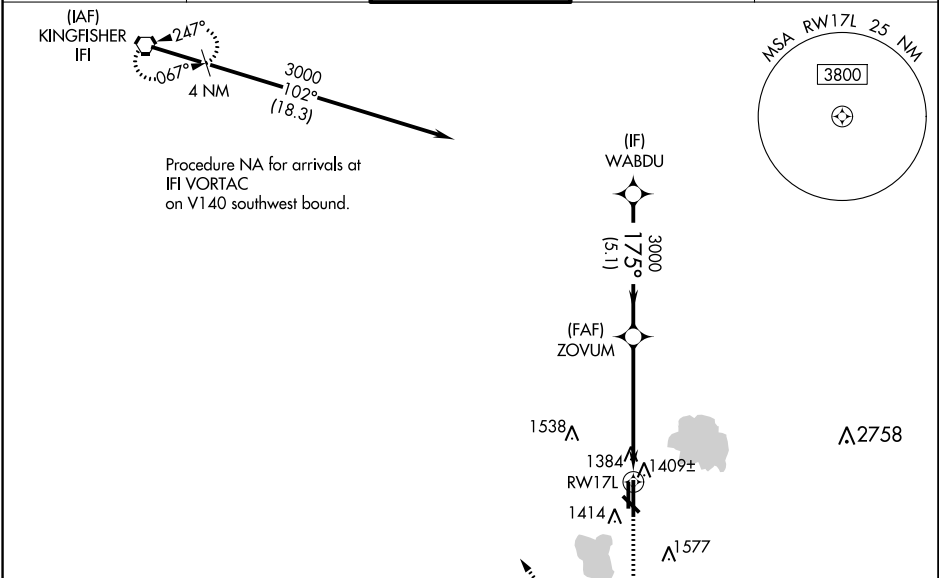 (IAF)
KINGFISHER
IFI
247°
067°
4 NM
3000
102°
(18.3)
Procedure NA for arrivals at
IFI VORTAC
on V140 southwest bound.
MSA RW17L 25 NM
3800
(IF)
WABDU
3000
175°
(5.1)
(FAF)
ZOVUM
1538
2758
1384
1409±
RW17L
1414
1577